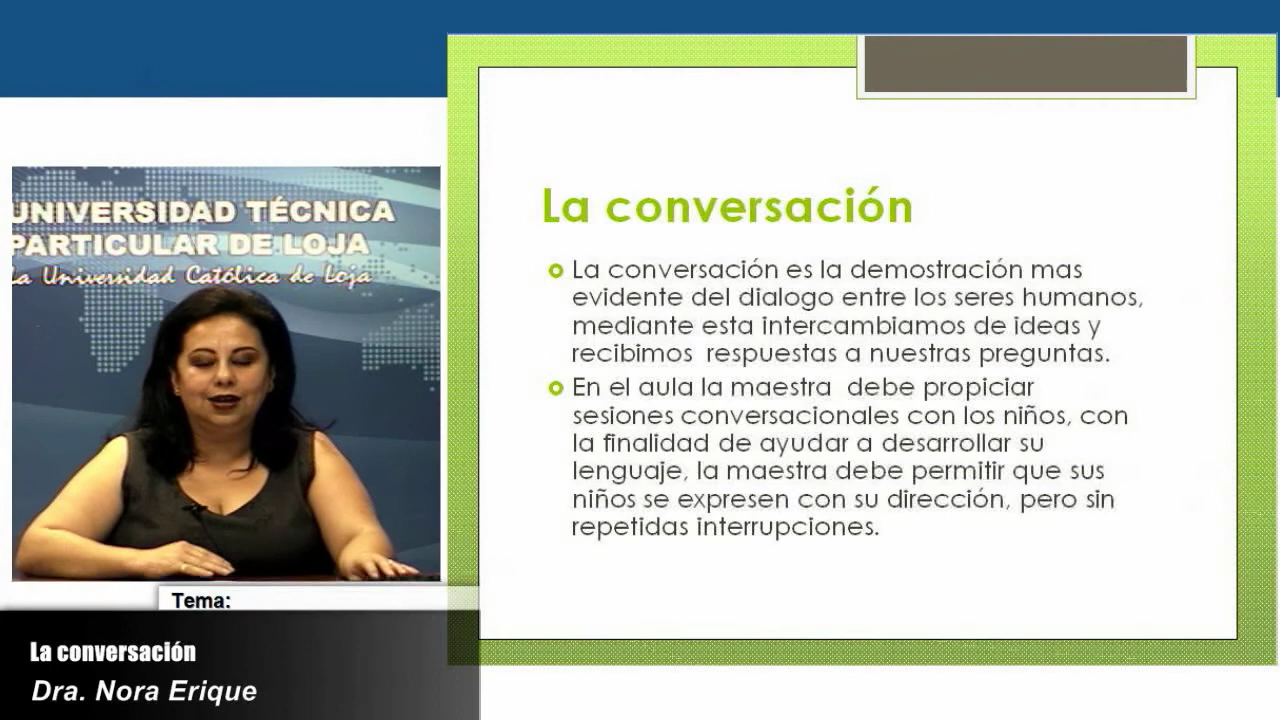 UNIVERSIDAD TÉCNICA
PARTICULAR DE LOJA
La Universidad Católica de Loja
La conversación
La conversación es la demostración mas
evidente del dialogo entre los seres humanos,
mediante esta intercambiamos de ideas y
recibimos respuestas a nuestras preguntas.
En el aula la maestra debe propiciar
sesiones conversacionales con los niños, con
la finalidad de ayudar a desarrollar su
lenguaje, la maestra debe permitir que sus
niños se expresen con su dirección, pero sin
repetidas interrupciones.
Tema:
La conversación
Dra. Nora Erique